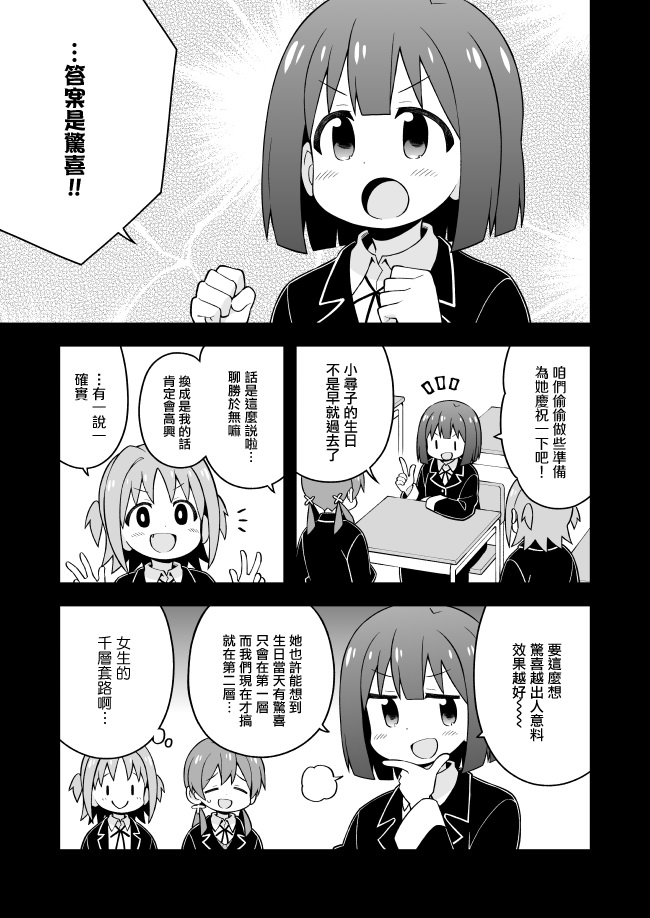 …答案是驚喜!!
咱們偷偷做些準備
為她慶祝一下吧！
小尋子的生日
不是早就過去了
話是這麼說啦…
聊勝於無嘛
換成是我的話
肯定會高興
…有一說一
確實
要這麼想
驚喜越出人意料
效果越好~~
她也許能想到
生日當天有驚喜
只會在第一層
而我們現在才搞
就在第二層…
女生的
千層套路啊…